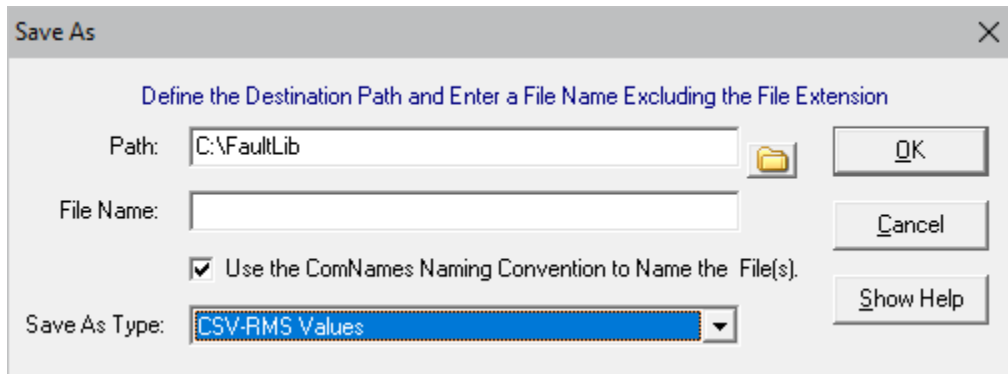 Save As
Define the Destination Path and Enter a File Name Excluding the File Extension
Path: C:\FaultLib
OK
File Name:
Cancel
Use the ComNames Naming Convention to Name the File(s).
Show Help
Save As Type: CSV-RMS Values